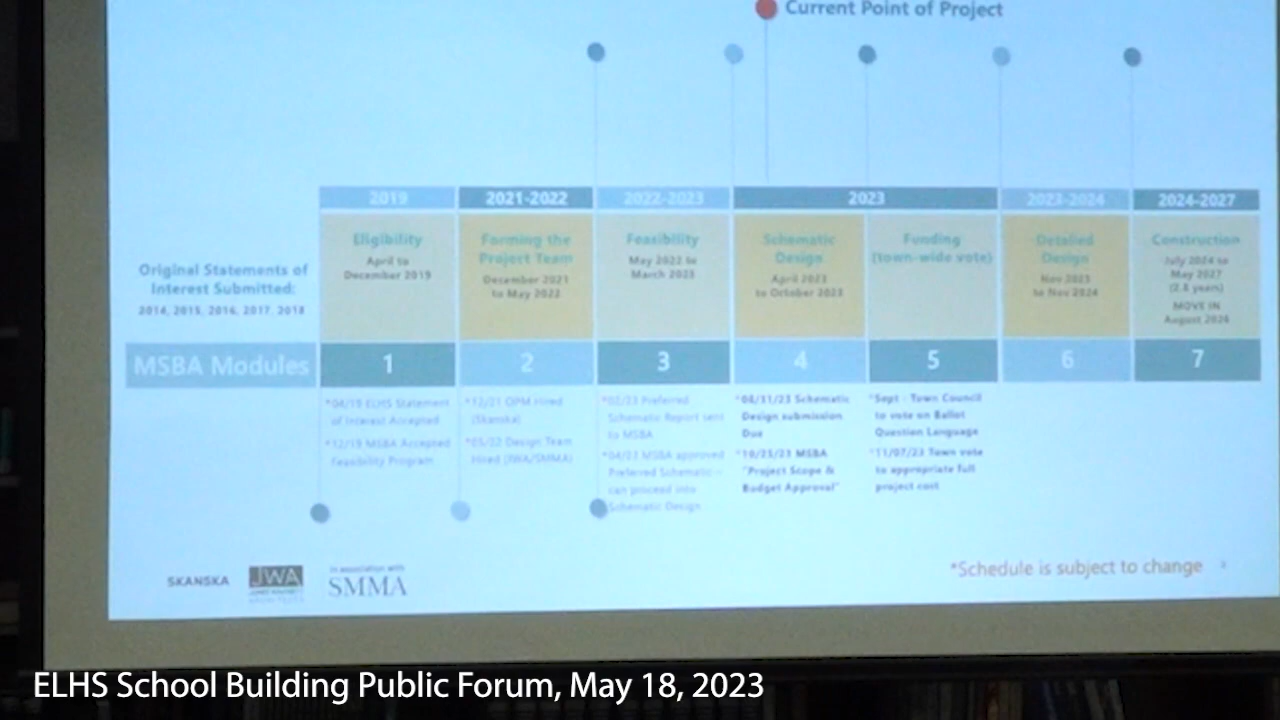 Current Point of Project
2019
2021-2022
2022-2023
2023
2023-2024
2024-2027
Original Statements of
Interest Submitted:
2014, 2015, 2016, 2017, 2018
Eligibility
April to
December 2019
Forming the
Project Team
December 2021
to May 2022
Feasibility
May 2022 to
March 2023
Schematic
Design
April 2023
to October 2023
Funding
(town-wide vote)
Detailed
Design
Nov 2023
to Nov 2024
Construction
July 2024 to
May 2027
MOVE IN
August 2026
MSBA Modules
1
2
3
4
5
6
7
*04/19 ELHS Statement
of Interest Accepted
*12/19 MSBA Accepted
Feasibility Program
*12/21 OPM Hired
(Skanska)
*05/22 Design Team
Hired (JWA/SMMA)
*02/23 Preferred
Schematic Report sent
to MSBA
*04/23 MSBA approved
Preferred Schematic –
can proceed into
Schematic Design
*08/31/23 Schematic
Design submission
Due
*10/25/23 MSBA
"Project Scope &
Budget Approval"
*Sept - Town Council
to vote on Ballot
Question Language
*11/07/23 Town vote
to appropriate full
project cost
SKANSKA
JWA
ARCHITECTS
in association with
SMMA
*Schedule is subject to change
ELHS School Building Public Forum, May 18, 2023